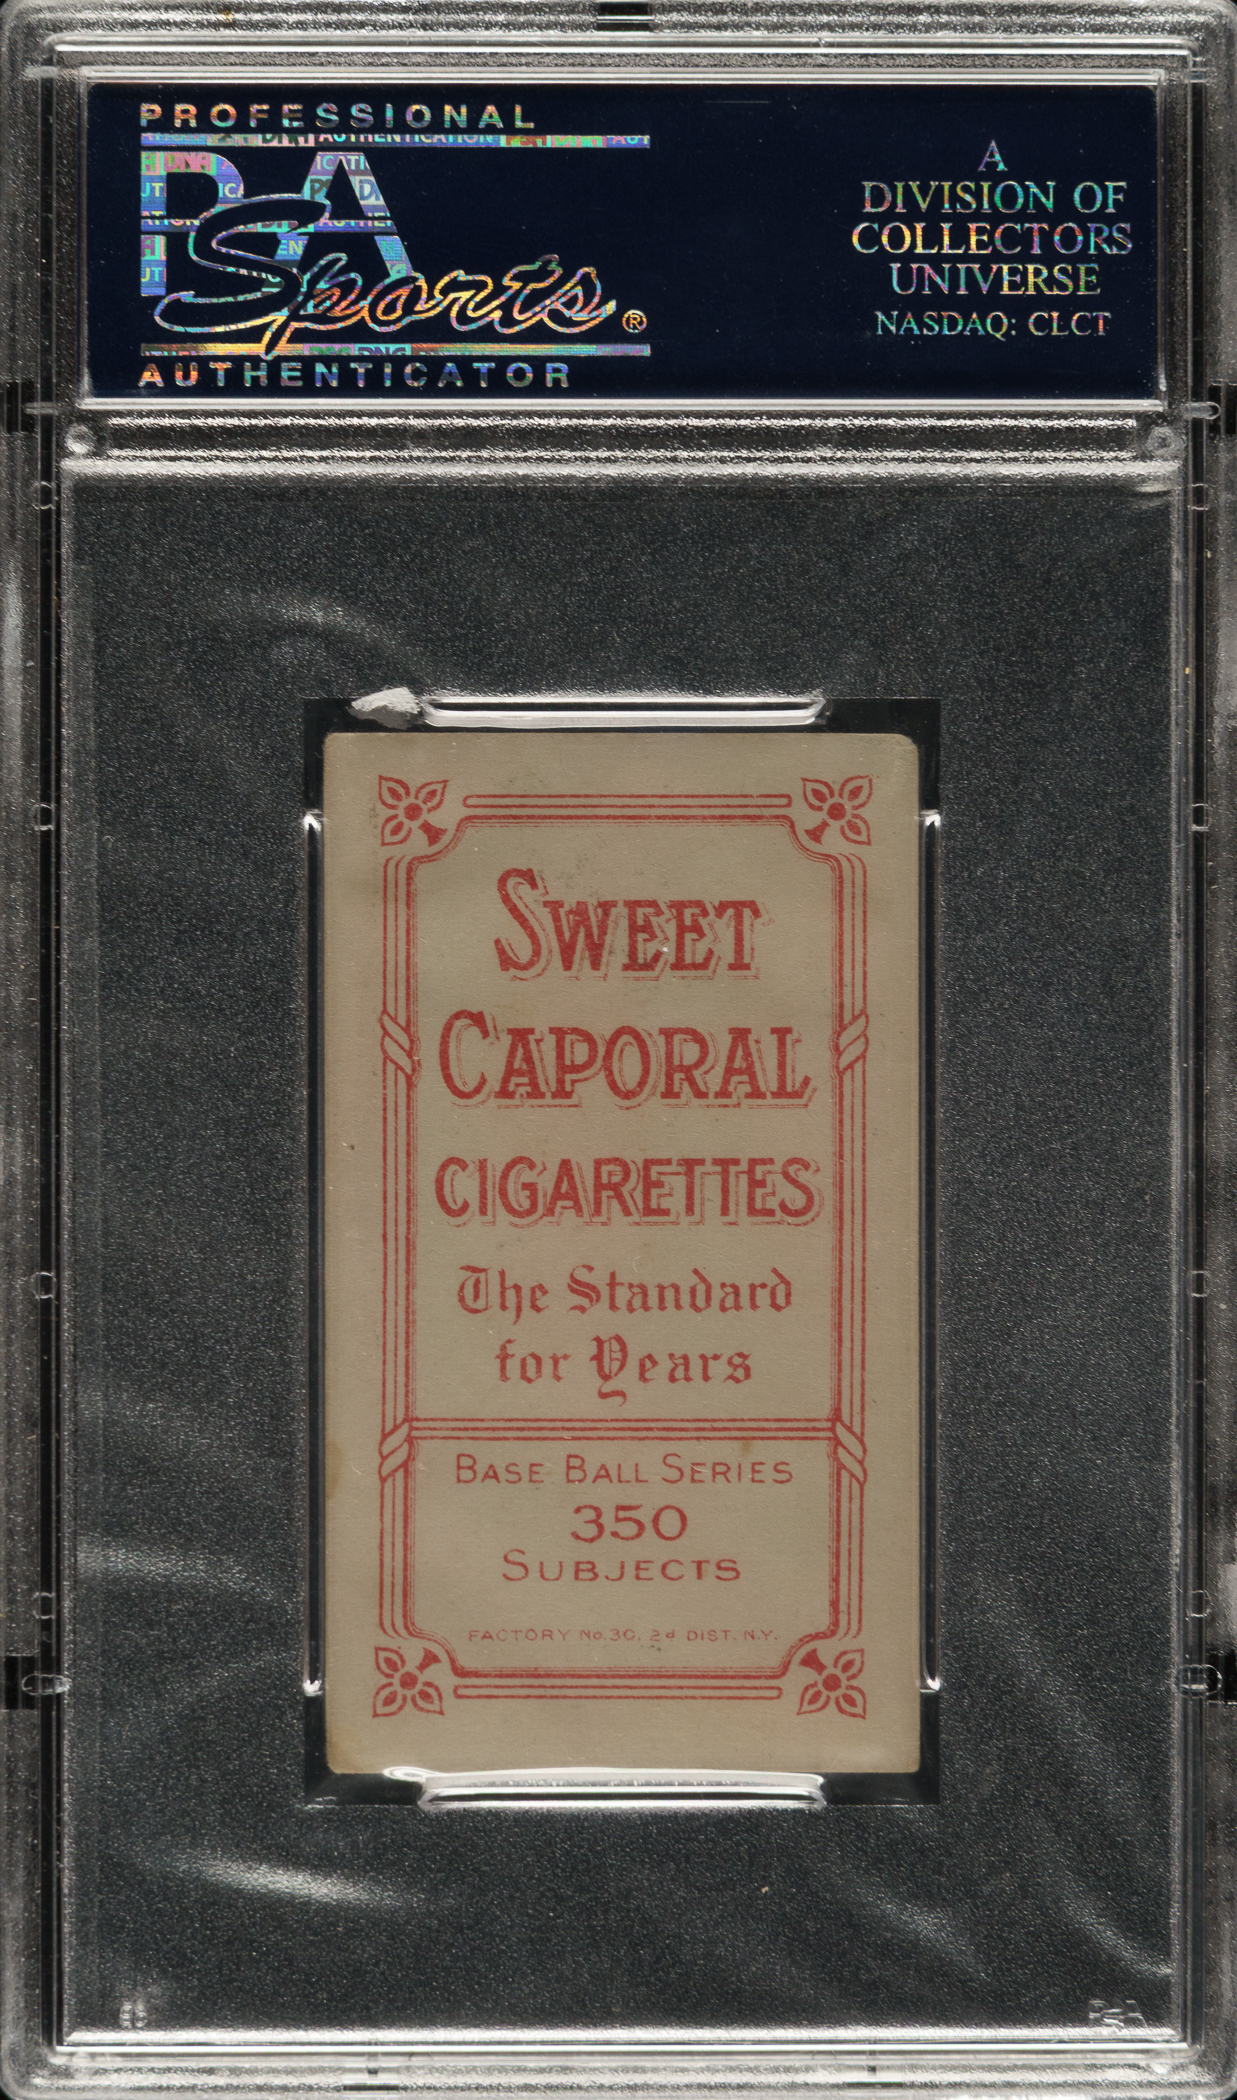 PROFESSIONAL
PSA
Sports®
AUTHENTICATOR
A
DIVISION OF
COLLECTORS
UNIVERSE
NASDAQ: CLCT
SWEET
CAPORAL
CIGARETTES
The Standard
for Years
BASE BALL SERIES
350
SUBJECTS
FACTORY No. 30, 2d DIST. N.Y.
PSA